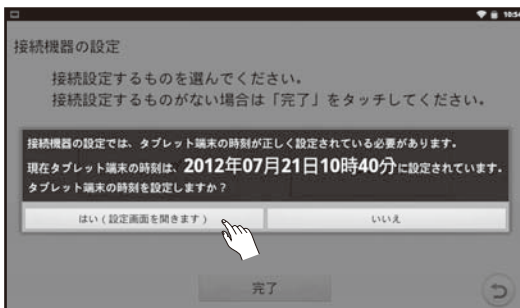 10:54
接続機器の設定
接続設定するものを選んでください。
接続設定するものがない場合は「完了」をタッチしてください。
接続機器の設定では、タブレット端末の時刻が正しく設定されている必要があります。
現在タブレット端末の時刻は、2012年07月21日10時40分に設定されています。
タブレット端末の時刻を設定しますか？
はい（設定画面を開きます）
いいえ
完了